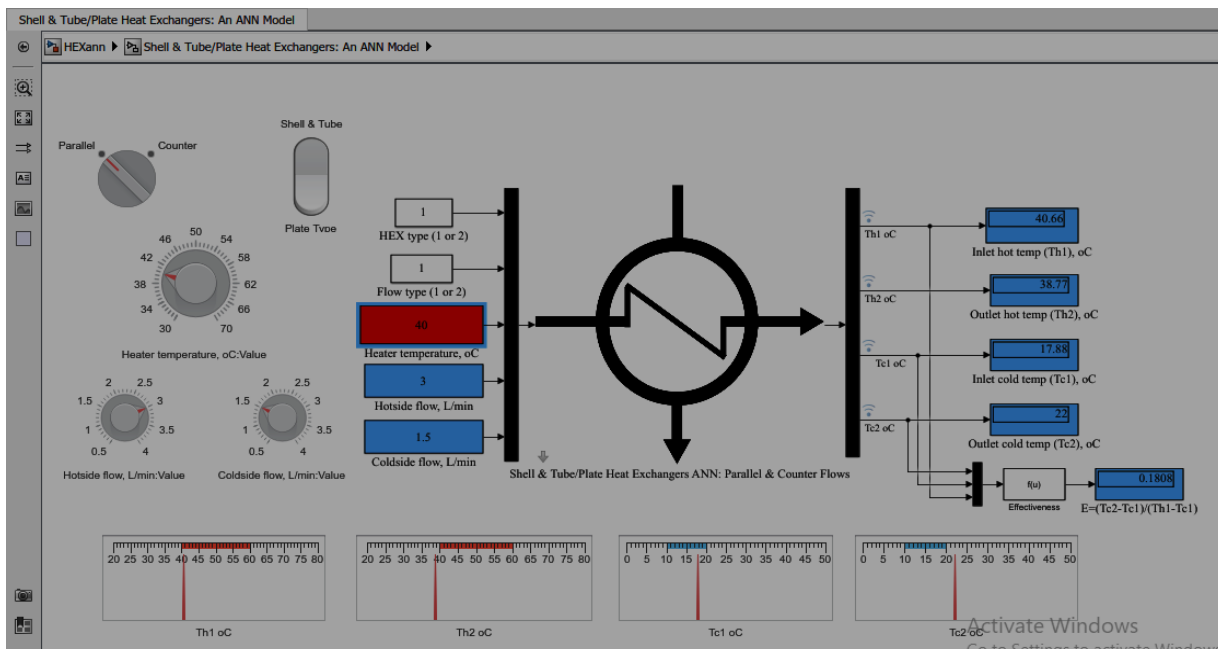 Shell & Tube/Plate Heat Exchangers: An ANN Model
HEXann Shell & Tube/Plate Heat Exchangers: An ANN Model
Shell & Tube
Parallel Counter
Plate Type
50
46 54
42 58
38 62
34 66
30 70
Heater temperature, oC:Value
2 2.5
1.5 3
1 3.5
0.5 4
Hotside flow, L/min:Value
2 2.5
1.5 3
1 3.5
0.5 4
Coldside flow, L/min:Value
1
HEX type (1 or 2)
1
Flow type (1 or 2)
40
Heater temperature, oC
3
Hotside flow, L/min
1.5
Coldside flow, L/min
Shell & Tube/Plate Heat Exchangers ANN: Parallel & Counter Flows
Th1 oC
40.66
Inlet hot temp (Th1), oC
Th2 oC
38.77
Outlet hot temp (Th2), oC
Tc1 oC
17.88
Inlet cold temp (Tc1), oC
Tc2 oC
22
Outlet cold temp (Tc2), oC
f(u)
Effectiveness
0.1808
E=(Tc2-Tc1)/(Th1-Tc1)
20 25 30 35 40 45 50 55 60 65 70 75 80
Th1 oC
20 25 30 35 40 45 50 55 60 65 70 75 80
Th2 oC
0 5 10 15 20 25 30 35 40 45 50
Tc1 oC
0 5 10 15 20 25 30 35 40 45 50
Tc2 oC
Activate Windows
Go to Settings to activate Windows